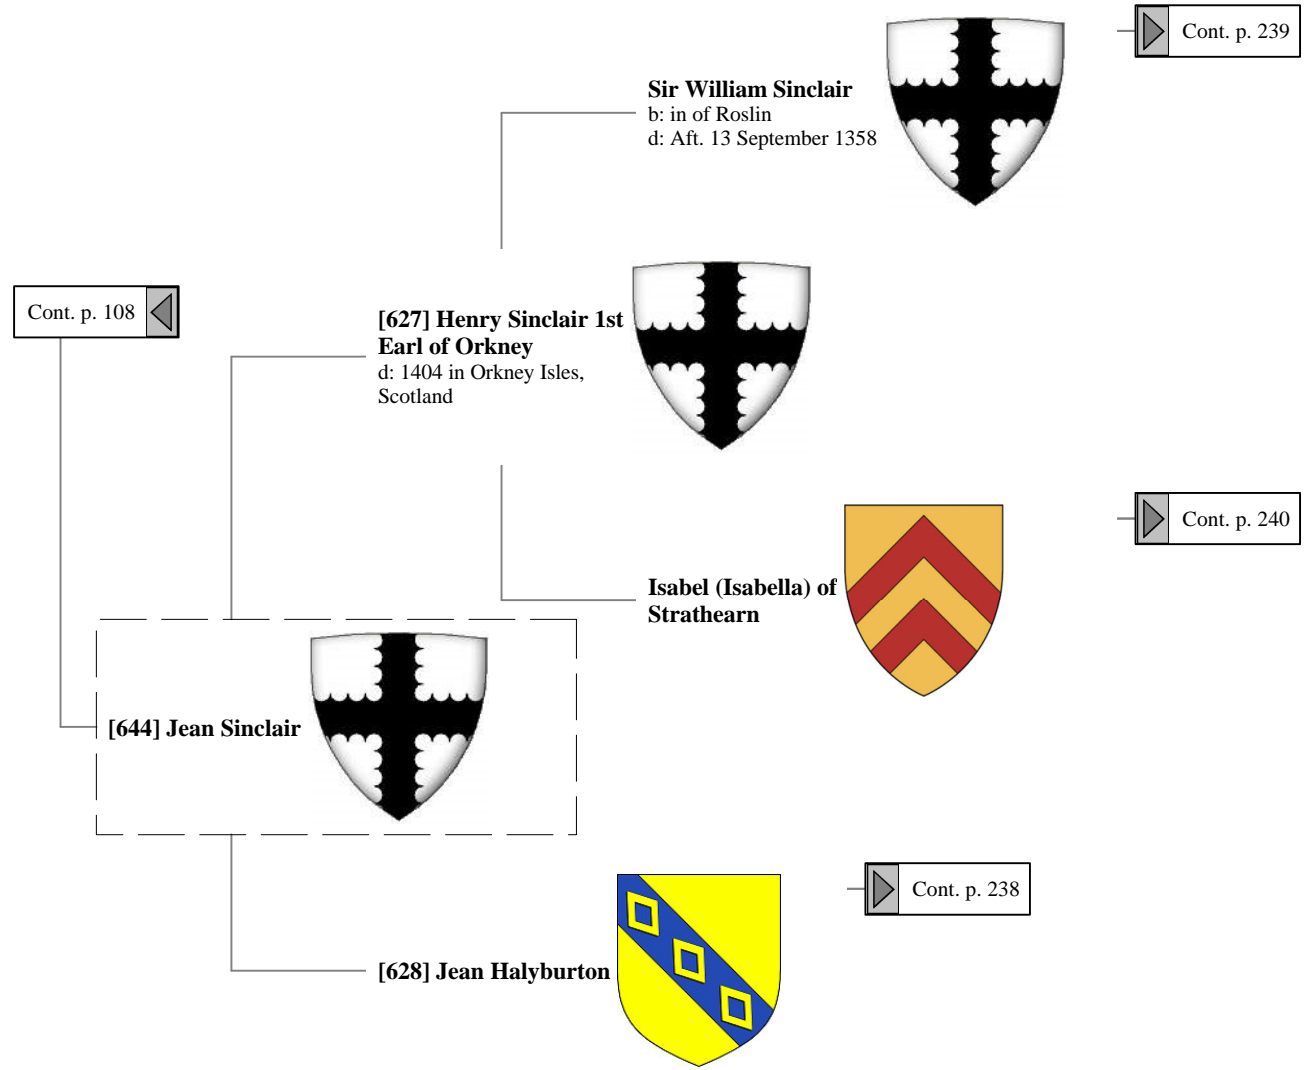 Cont. p. 239
Sir William Sinclair
b: in of Roslin
d: Aft. 13 September 1358
Cont. p. 108
[627] Henry Sinclair 1st
Earl of Orkney
d: 1404 in Orkney Isles,
Scotland
Cont. p. 240
Isabel (Isabella) of
Strathearn
[644] Jean Sinclair
Cont. p. 238
[628] Jean Halyburton